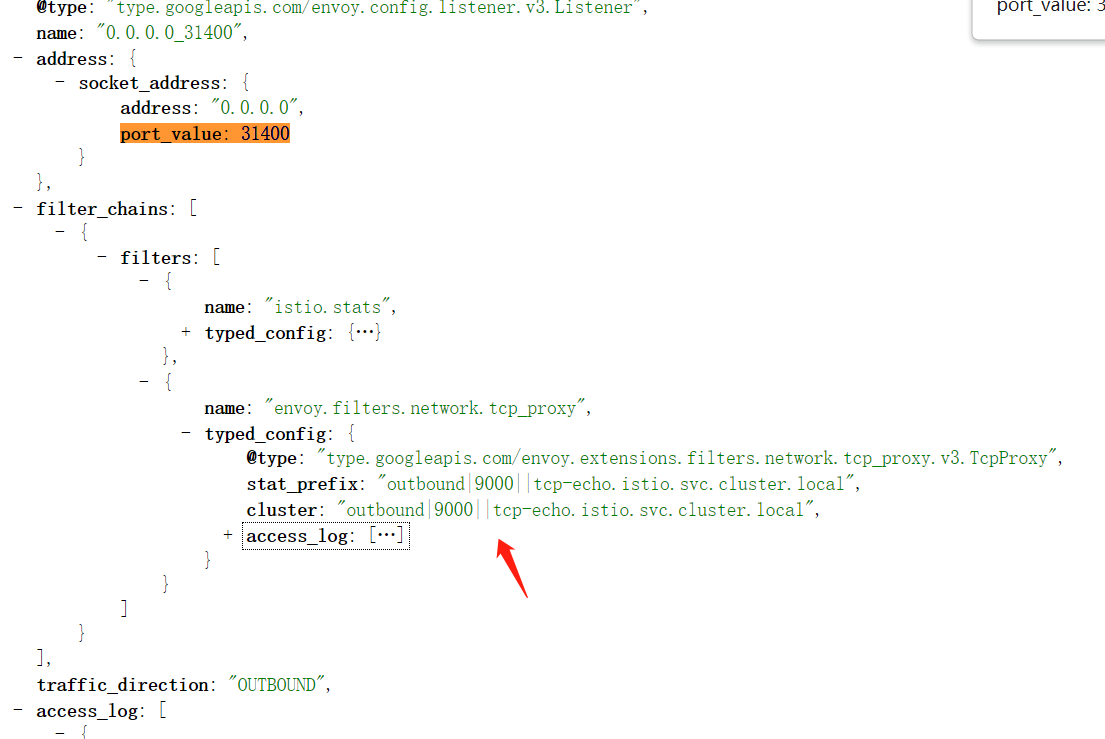 @type: "type.googleapis.com/envoy.config.listener.v3.Listener",
port_value: 3
name: "0.0.0.0_31400",
- address: {
- socket_address: {
address: "0.0.0.0",
port_value: 31400
}
},
- filter_chains: [
- {
- filters: [
- {
name: "istio.stats",
+ typed_config: {…}
},
- {
name: "envoy.filters.network.tcp_proxy",
- typed_config: {
@type: "type.googleapis.com/envoy.extensions.filters.network.tcp_proxy.v3.TcpProxy",
stat_prefix: "outbound|9000||tcp-echo.istio.svc.cluster.local",
cluster: "outbound|9000||tcp-echo.istio.svc.cluster.local",
+ access_log: […]
}
}
]
}
],
traffic_direction: "OUTBOUND",
- access_log: [
- {